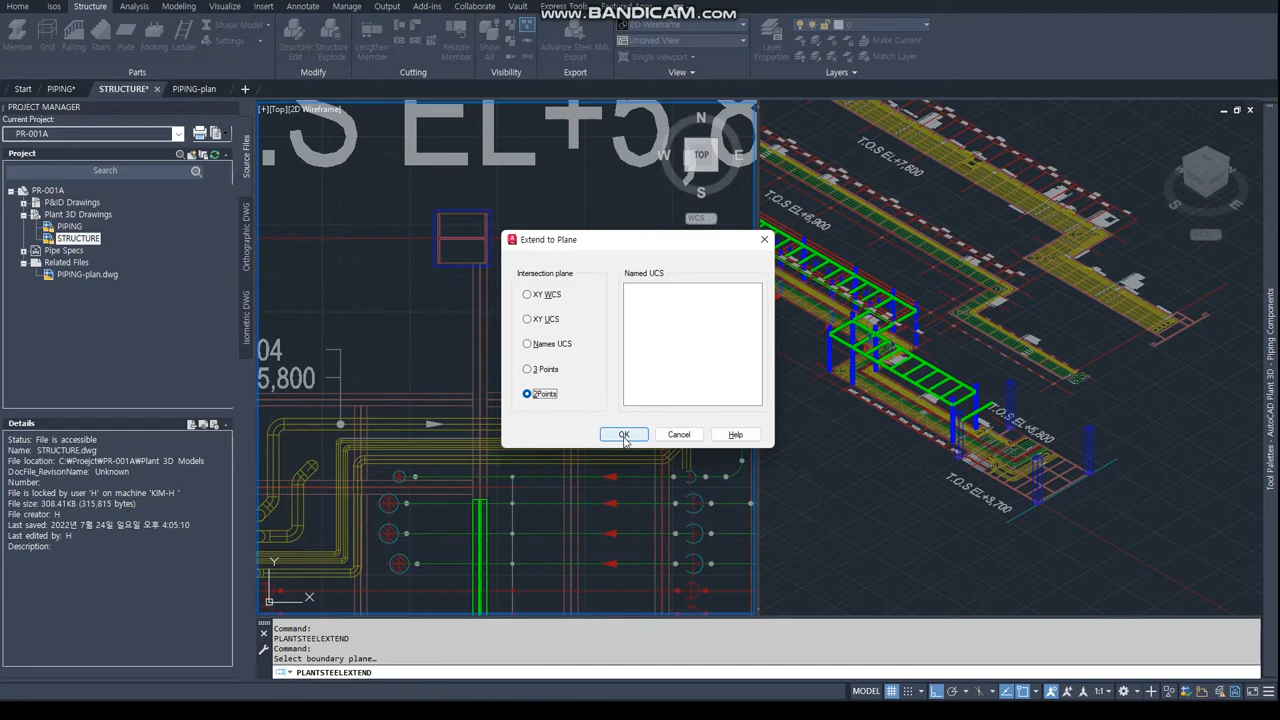 www.BANDICAM.com
Home Isos Structure Analysis Modeling Visualize Insert Annotate Manage Output Add-ins Collaborate Vault
Member Grid Railing Stairs Plate Footing Ladder
Shape Model
Settings
Structure Edit
Structure Explode
Lengthen Member
Restore Member
Show All
Advance Steel XML
2D Wireframe
Unsaved View
Single viewport
Layer Properties
0
Make Current
Match Layer
Parts Modify Cutting Visibility Export View Layers
Start PIPING* STRUCTURE* PIPING-plan
PROJECT MANAGER
Current Project:
PR-001A
Project
Search
PR-001A
P&ID Drawings
Plant 3D Drawings
PIPING
STRUCTURE
Pipe Specs
Related Files
PIPING-plan.dwg
Source Files
Orthographic DWG
Isometric DWG
Details
Status: File is accessible
Name: STRUCTURE.dwg
File location: C:₩Proejct₩PR-001A₩Plant 3D Models
DocFile_RevisonName: Unknown
Number:
File is locked by user 'H' on machine 'KIM-H '
File size: 308.41KB (315,815 bytes)
File creator: H
Last saved: 2022년 7월 24일 일요일 오후 4:05:10
Last edited by: H
Description:
[+][Top][2D Wireframe]
.S EL+5.8
N
W TOP E
S
WCS
04
5,800
Y
X
Extend to Plane
Intersection plane
XY WCS
XY UCS
Names UCS
3 Points
2Points
Named UCS
OK Cancel Help
T.O.S EL+7,600
T.O.S EL+6,900
T.O.S EL+5,800
T.O.S EL+3,700
Command:
PLANTSTEELEXTEND
Command:
Select boundary plane…
PLANTSTEELEXTEND
MODEL
1:1
Tool Palettes - AutoCAD Plant 3D - Piping Components